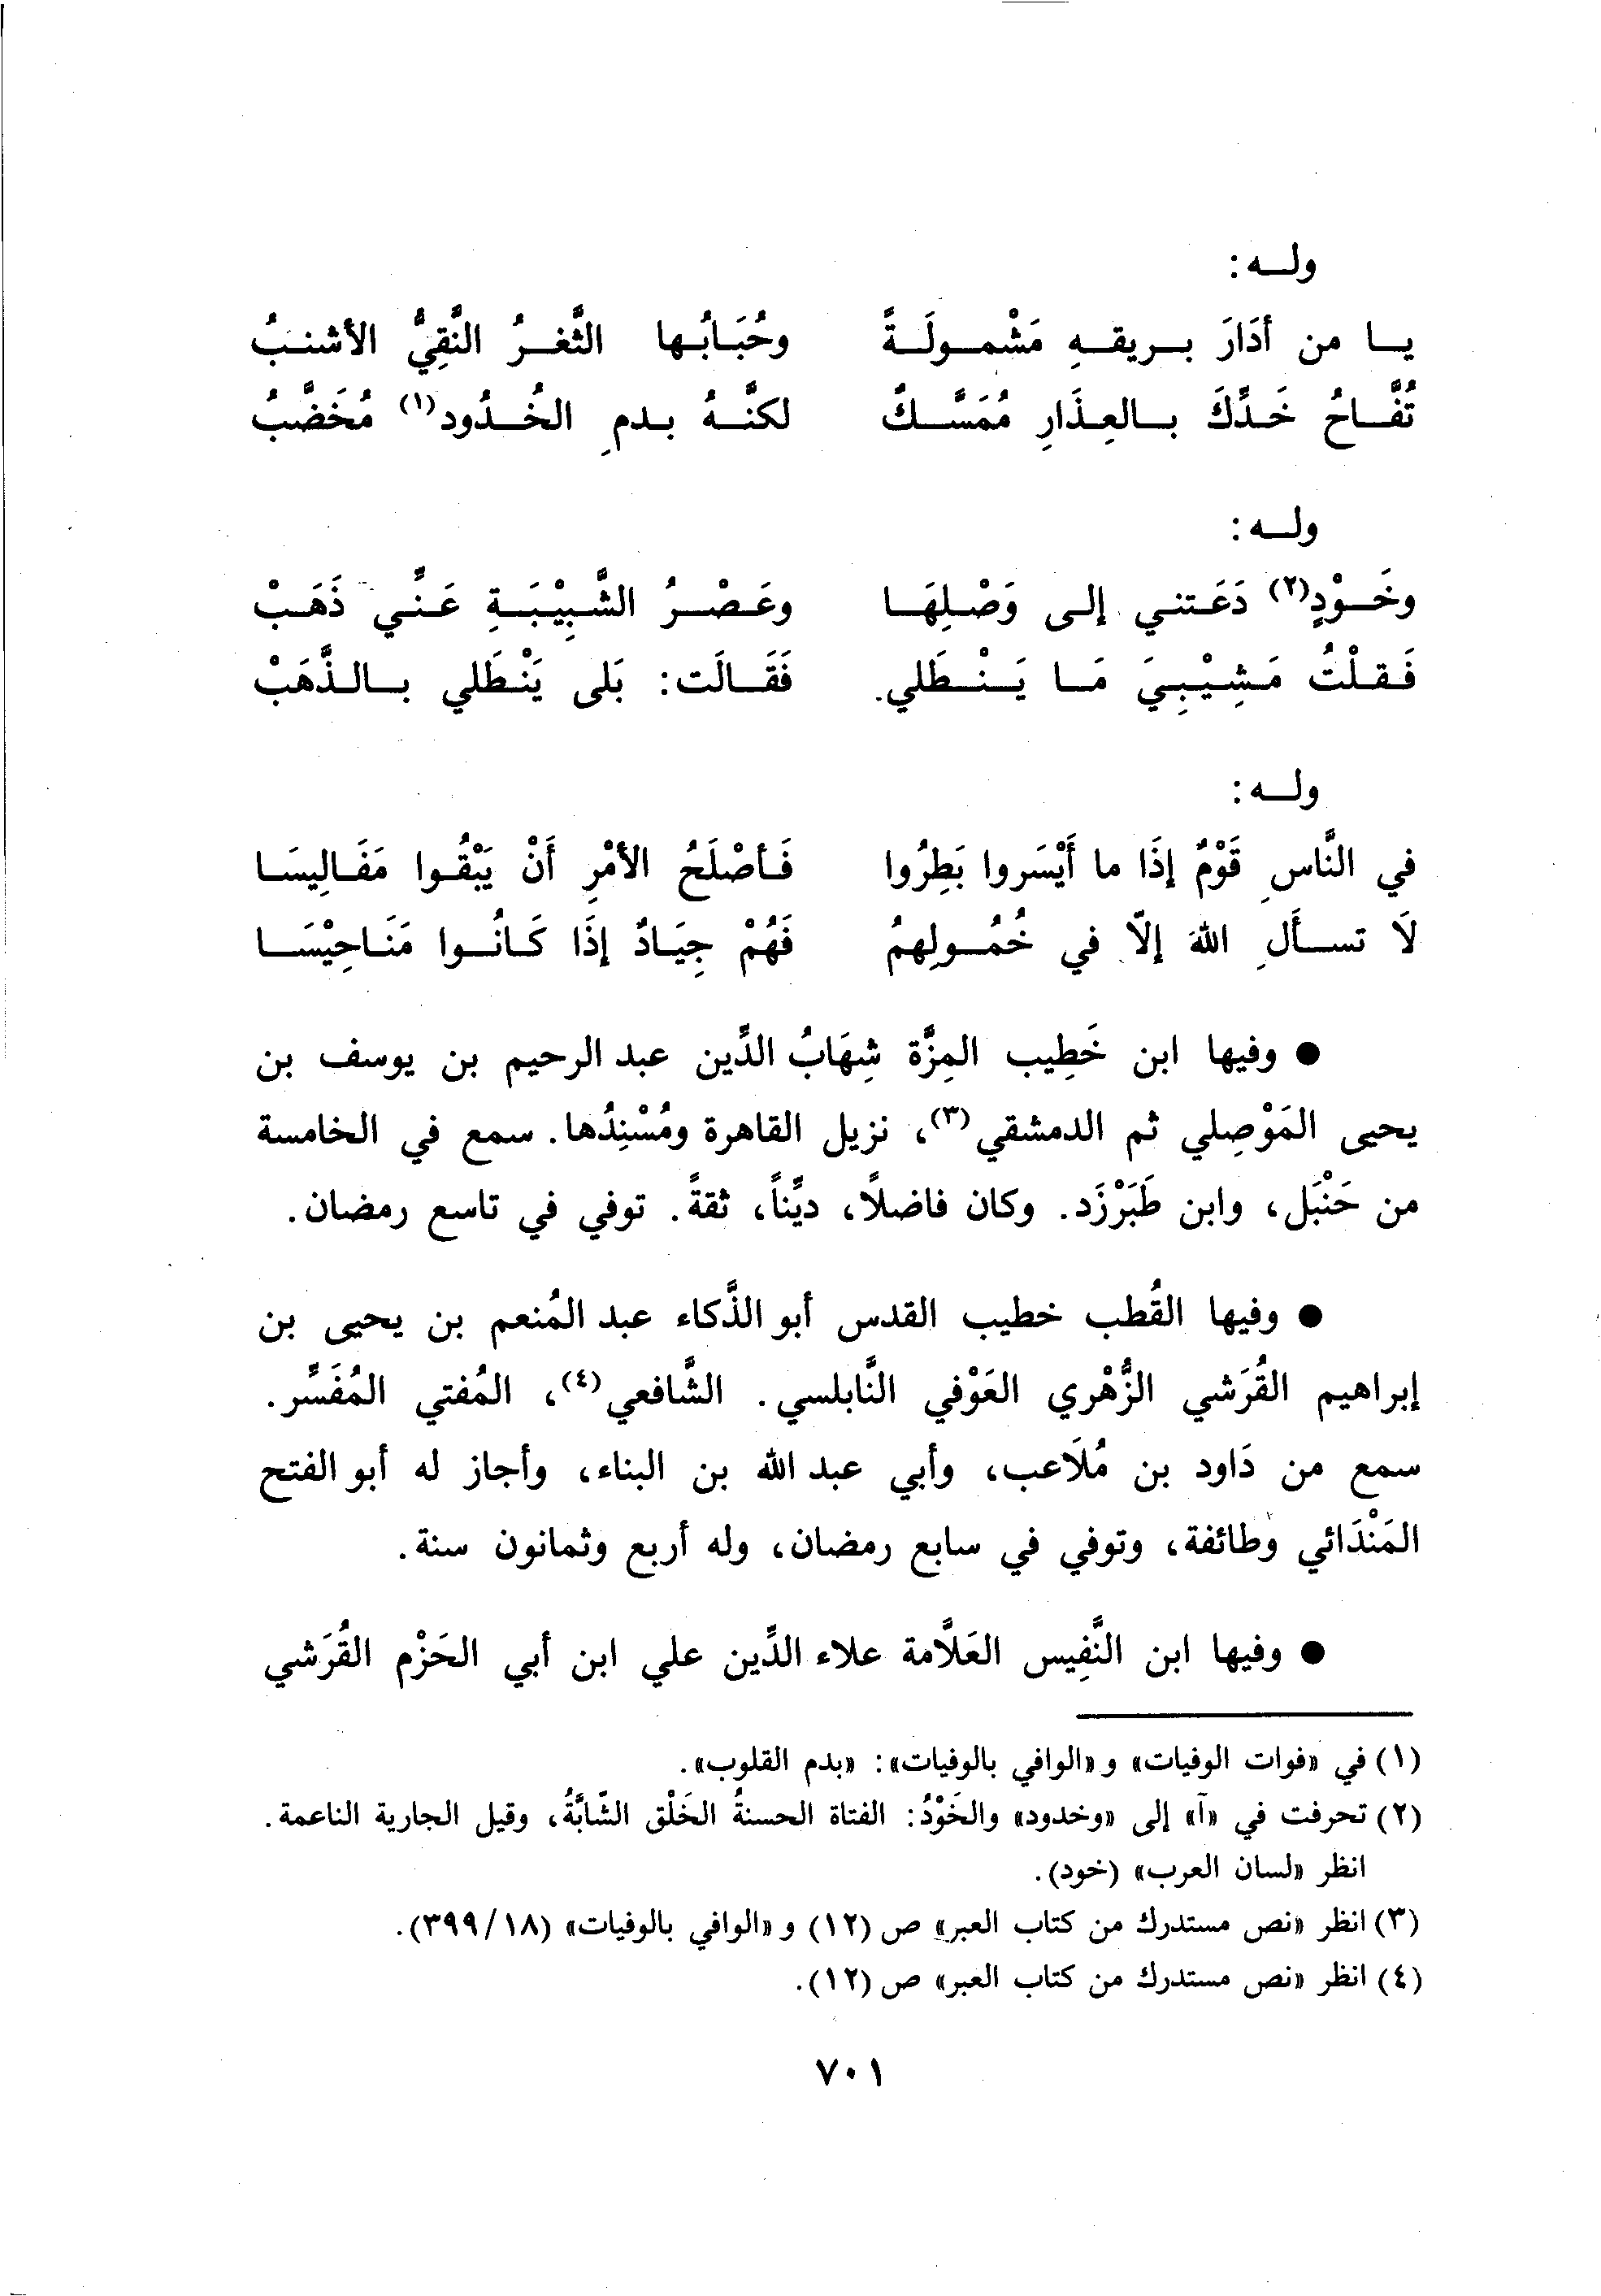 ولـه:
يـا من أدَارَ بـريقـهِ مَشْمـولَـةً وحُبَـابُـها الثَّغـرُ النَّقِيُّ الأشنـبُ
تُفَّـاحُ خَـدِّكَ بـالعِـذَارِ مُمَسَّـكٌ لكنَّـهُ بـدمِ الخُـدُود(١) مُخَضَّبُ
ولـه:
وخَـوْدٍ(٢) دَعَـتني إلـى وَصْـلِهَـا وعَـصْـرُ الشَّـبِيْـبَـةِ عَـنِّـي ذَهَـبْ
فَـقـلْتُ مَـشِـيْـبِـيَ مَـا يَـنْـطَلي. فَقَـالَت: بَلى يَنْـطَلي بـالـذَّهَبْ
ولـه:
في النَّاسِ قَوْمٌ إذَا ما أَيْسَروا بَطِرُوا فَـأصْلَحُ الأمْرِ أَنْ يَبْقُـوا مَفَـالِيسَـا
لاَ تسـأَلِ اللهَ إلاّ في خُمُـولِهمُ فَهُمْ جِيَـادٌ إذَا كَـانُـوا مَنَـاحِيْسَـا
● وفيها ابن خَطِيب المِزَّة شِهَابُ الدِّين عبد الرحيم بن يوسف بن
يحيى المَوْصِلي ثم الدمشقي(٣)، نزيل القاهرة ومُسْنِدُها. سمع في الخامسة
من حَنْبَل، وابن طَبَرْزَد. وكان فاضلاً، ديِّناً، ثقةً. توفي في تاسع رمضان.
● وفيها القُطب خطيب القدس أبو الذَّكاء عبد المُنعم بن يحيى بن
إبراهيم القُرَشي الزُّهْري العَوْفي النَّابلسي. الشَّافعي(٤)، المُفتي المُفَسِّر.
سمع من دَاود بن مُلَاعب، وأبي عبد الله بن البناء، وأجاز له أبو الفتح
المَنْدَائي وطائفة، وتوفي في سابع رمضان، وله أربع وثمانون سنة.
● وفيها ابن النَّفِيس العَلَّامة علاء الدِّين علي ابن أبي الحَزْم القُرَشي
(١) في «فوات الوفيات» و «الوافي بالوفيات»: «بدم القلوب».
(٢) تحرفت في «آ» إلى «وخدود» والخَوْدُ: الفتاة الحسنةُ الخَلْق الشّابَّةُ، وقيل الجارية الناعمة.
انظر «لسان العرب» (خود).
(٣) انظر «نص مستدرك من كتاب العبر» ص (١٢) و «الوافي بالوفيات» (١٨/٣٩٩).
(٤) انظر «نص مستدرك من كتاب العبر» ص (١٢).
٧٠١